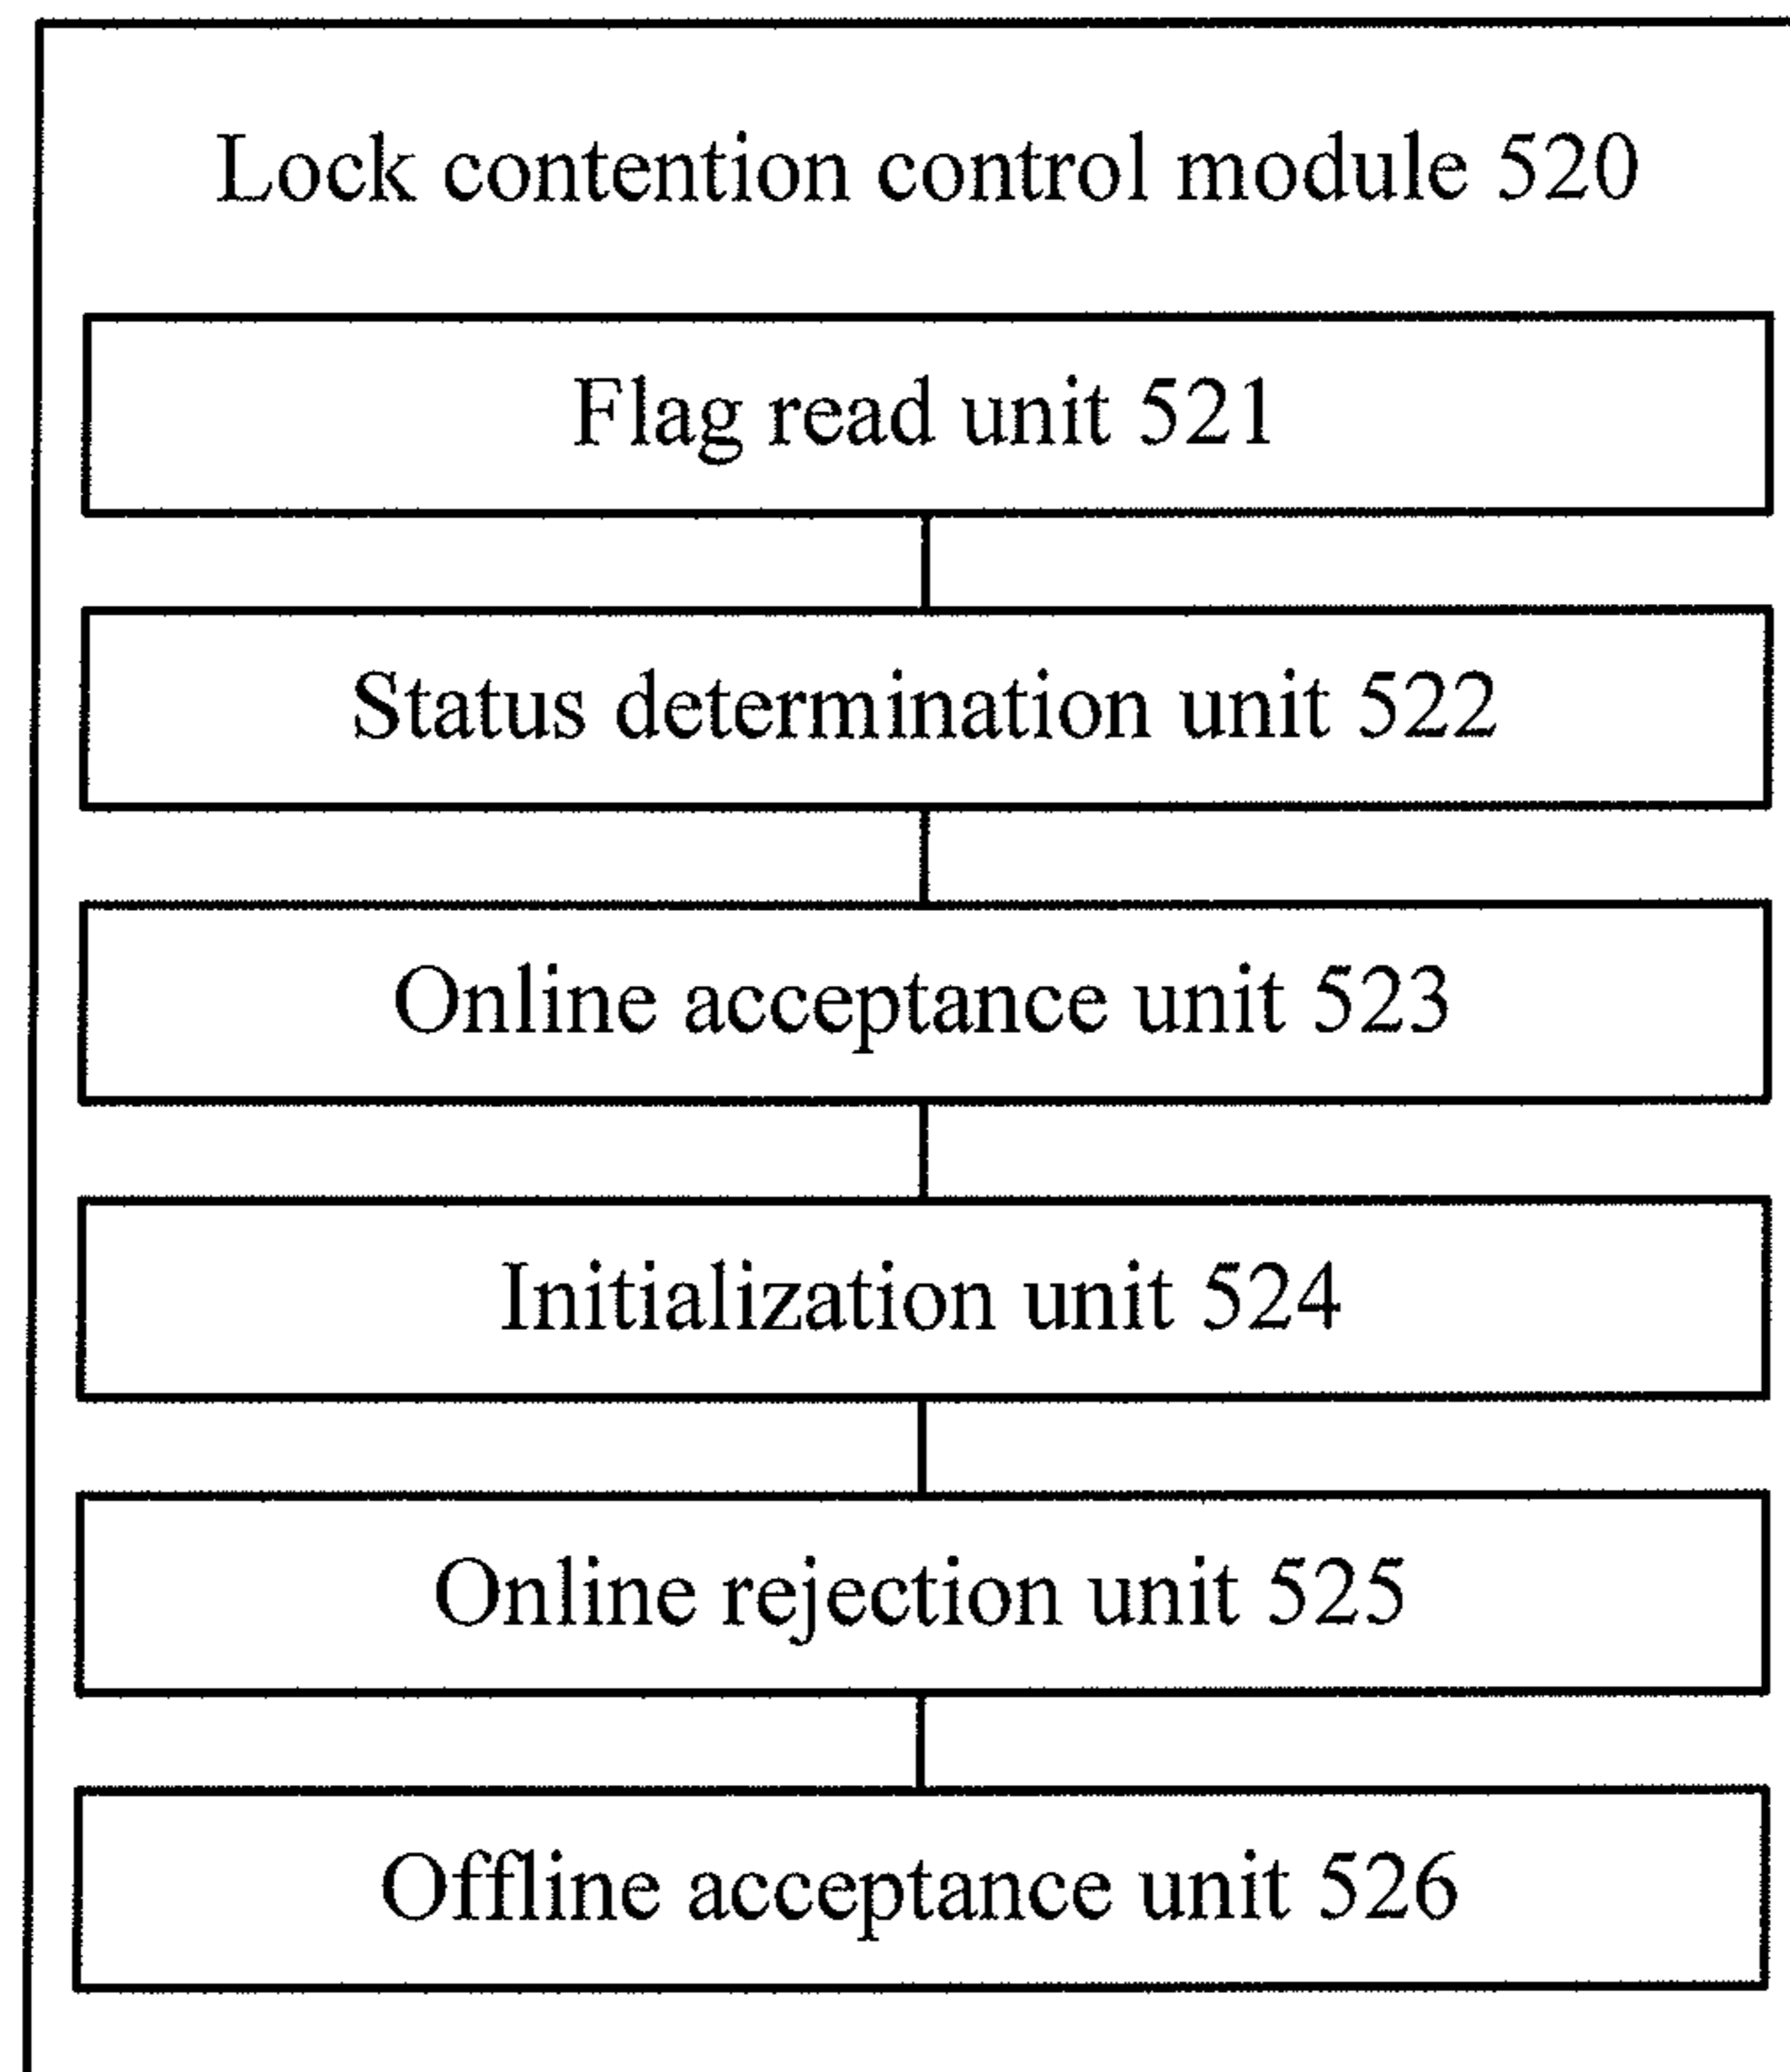 Lock contention control module 520
Flag read unit 521
Status determination unit 522
Online acceptance unit 523
Initialization unit 524
Online rejection unit 525
Offline acceptance unit 526